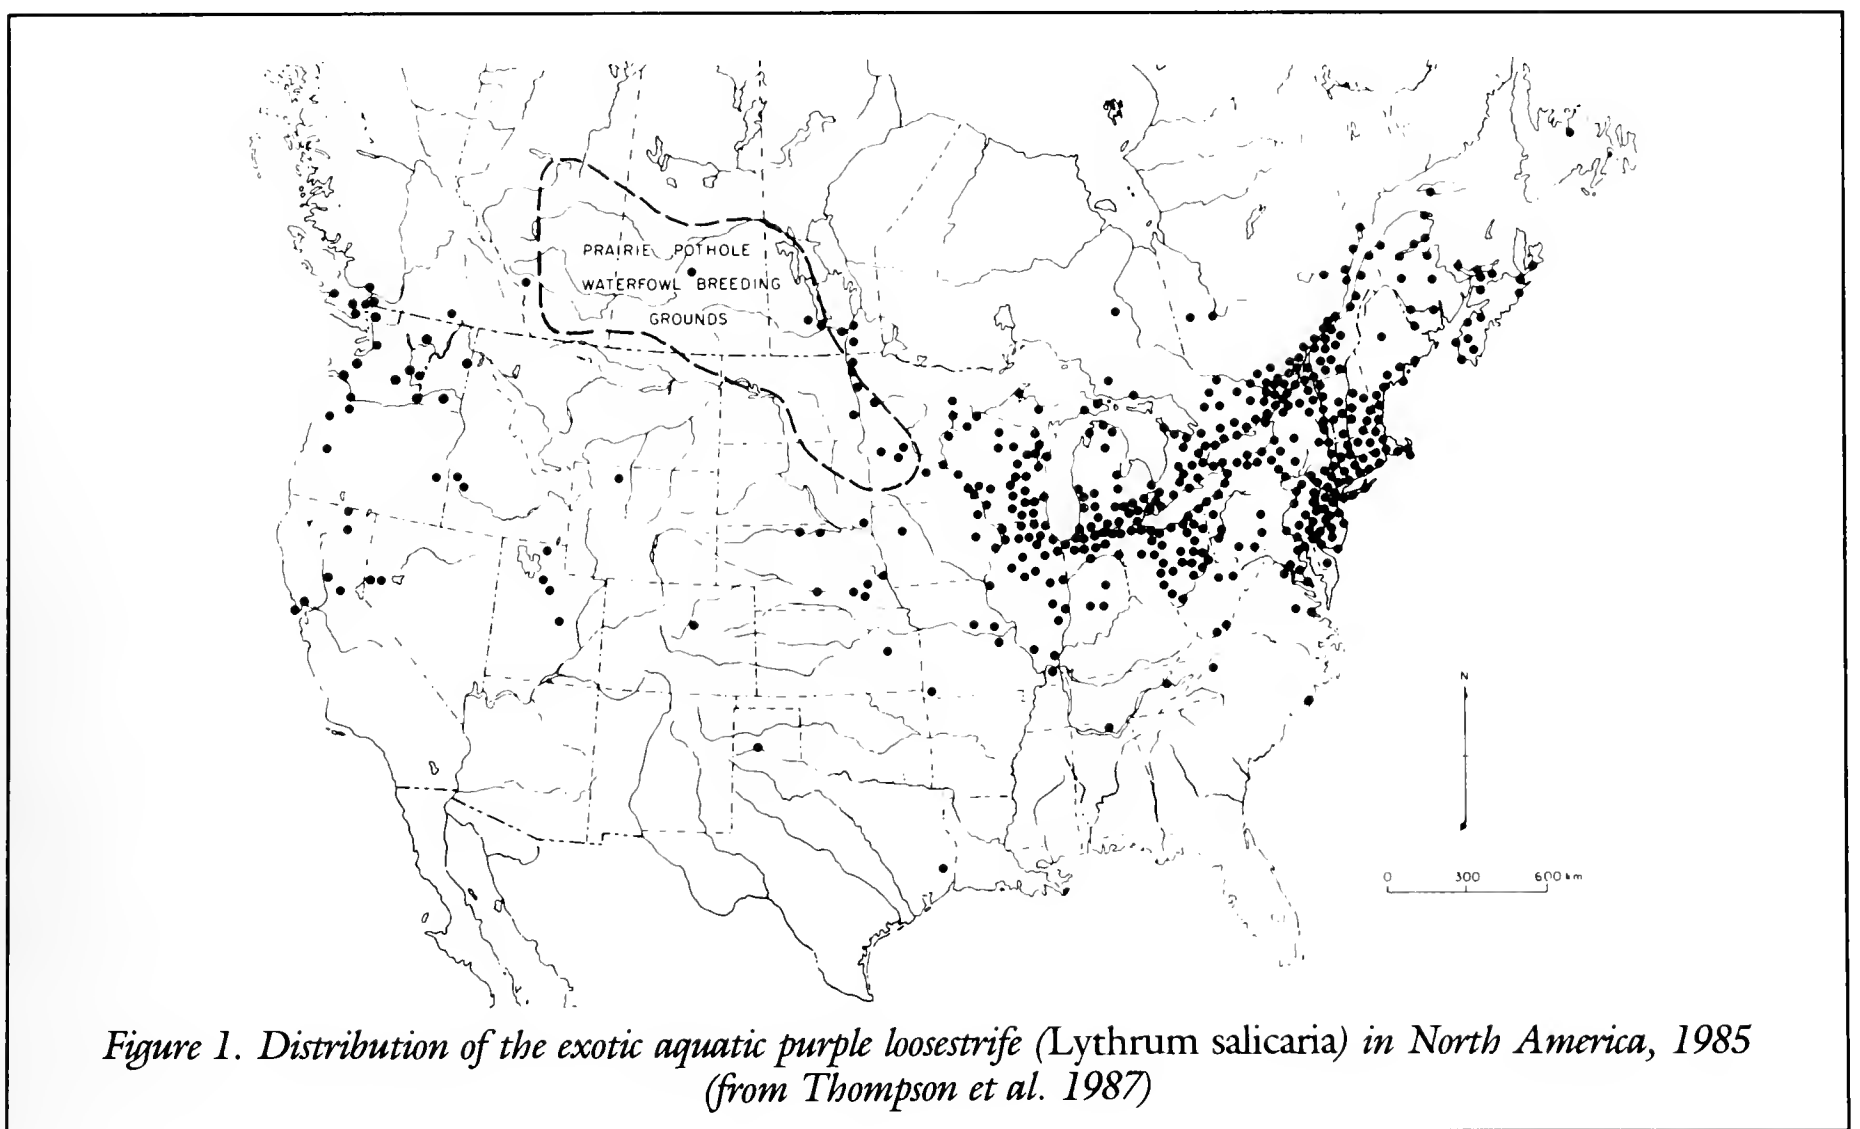 PRAIRIE POTHOLE
WATERFOWL BREEDING
GROUNDS
N
0 300 600 km
Figure 1. Distribution of the exotic aquatic purple loosestrife (Lythrum salicaria) in North America, 1985
(from Thompson et al. 1987)